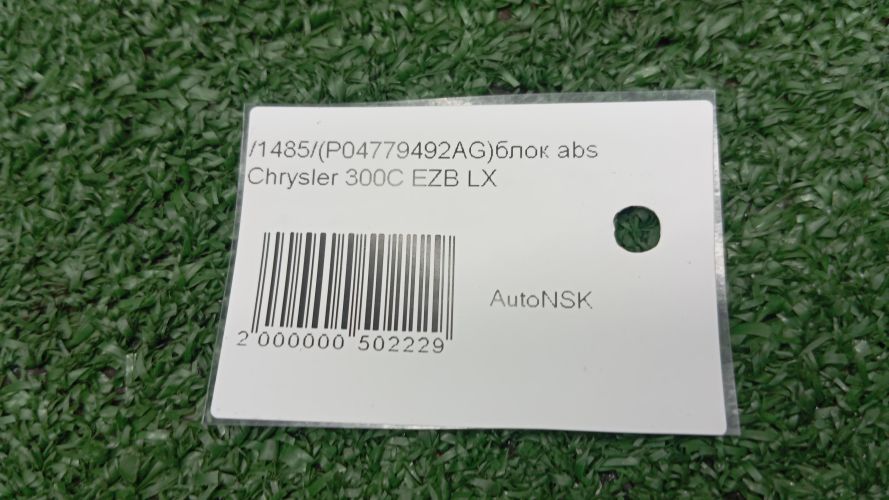 /1485/(P04779492AG)блок abs
Chrysler 300C EZB LX
AutoNSK
2 000000 502229